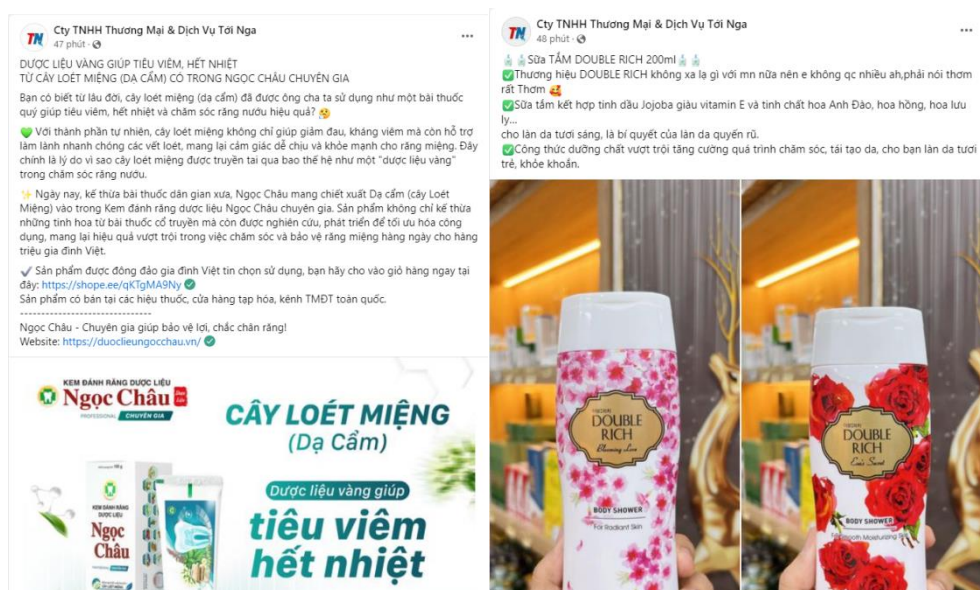 Cty TNHH Thương Mại & Dịch Vụ Tới Nga
47 phút
DƯỢC LIỆU VÀNG GIÚP TIÊU VIÊM, HẾT NHIỆT
TỪ CÂY LOÉT MIỆNG (DẠ CẨM) CÓ TRONG NGỌC CHÂU CHUYÊN GIA
Bạn có biết từ lâu đời, cây loét miệng (dạ cẩm) đã được ông cha ta sử dụng như một bài thuốc
quý giúp tiêu viêm, hết nhiệt và chăm sóc răng nướu hiệu quả? 🤔
💚 Với thành phần tự nhiên, cây loét miệng không chỉ giúp giảm đau, kháng viêm mà còn hỗ trợ
làm lành nhanh chóng các vết loét, mang lại cảm giác dễ chịu và khỏe mạnh cho răng miệng. Đây
chính là lý do vì sao cây loét miệng được truyền tai qua bao thế hệ như một "dược liệu vàng"
trong chăm sóc răng nướu.
✨ Ngày nay, kế thừa bài thuốc dân gian xưa, Ngọc Châu mang chiết xuất Dạ cẩm (cây Loét
Miệng) vào trong Kem đánh răng dược liệu Ngọc Châu chuyên gia. Sản phẩm không chỉ kế thừa
những tinh hoa từ bài thuốc cổ truyền mà còn được nghiên cứu, phát triển để tối ưu hóa công
dụng, mang lại hiệu quả vượt trội trong việc chăm sóc và bảo vệ răng miệng hàng ngày cho hàng
triệu gia đình Việt.
✔️ Sản phẩm được đông đảo gia đình Việt tin chọn sử dụng, bạn hãy cho vào giỏ hàng ngay tại
đây: https://shope.ee/qKTgMA9Ny
Sản phẩm có bán tại các hiệu thuốc, cửa hàng tạp hóa, kênh TMĐT toàn quốc.
-------------------------------
Ngọc Châu - Chuyên gia giúp bảo vệ lợi, chắc chân răng!
Website: https://duoclieungocchau.vn/
KEM ĐÁNH RĂNG DƯỢC LIỆU
Ngọc Châu
PROFESSIONAL CHUYÊN GIA
CÂY LOÉT MIỆNG
(Dạ Cẩm)
Dược liệu vàng giúp
tiêu viêm
hết nhiệt
KEM ĐÁNH RĂNG
DƯỢC LIỆU
Ngọc
Châu
Cty TNHH Thương Mại & Dịch Vụ Tới Nga
48 phút
🧴🧴Sữa TẮM DOUBLE RICH 200ml🧴🧴
✅Thương hiệu DOUBLE RICH không xa lạ gì với mn nữa nên e không qc nhiều ah,phải nói thơm
rất Thơm 🥰
✅Sữa tắm kết hợp tinh dầu Jojoba giàu vitamin E và tinh chất hoa Anh Đào, hoa hồng, hoa lưu
ly...
cho làn da tươi sáng, là bí quyết của làn da quyến rũ.
✅Công thức dưỡng chất vượt trội tăng cường quá trình chăm sóc, tái tạo da, cho bạn làn da tươi
trẻ, khỏe khoắn.
DOUBLE
RICH
Blooming Love
BODY SHOWER
For Radiant Skin
DOUBLE
RICH
BODY SHOWER